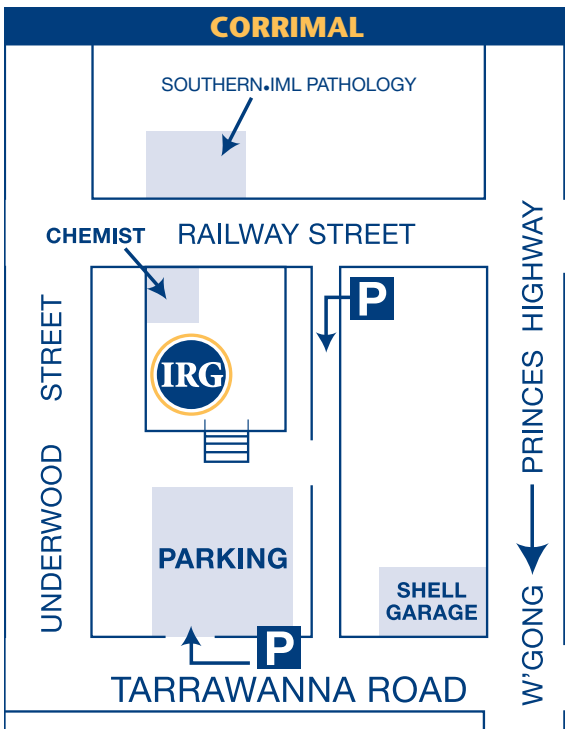 CORRIMAL
SOUTHERN.IML PATHOLOGY
CHEMIST
RAILWAY STREET
P
IRG
UNDERWOOD STREET
PRINCES HIGHWAY
W'GONG
PARKING
SHELL
GARAGE
P
TARRAWANNA ROAD